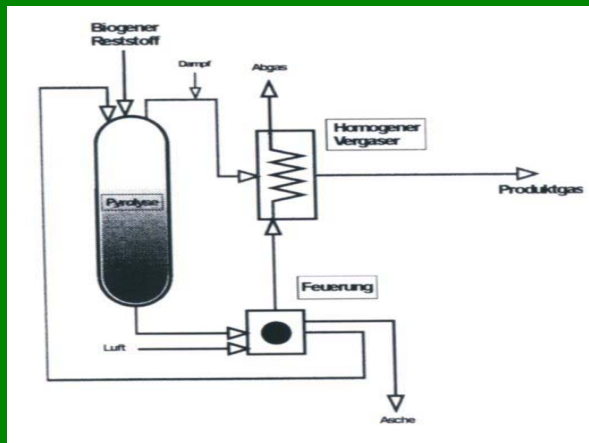 Biogener
Reststoff
Dampf
Abgas
Homogener
Vergaser
Pyrolyse
Produktgas
Feuerung
Luft
Asche